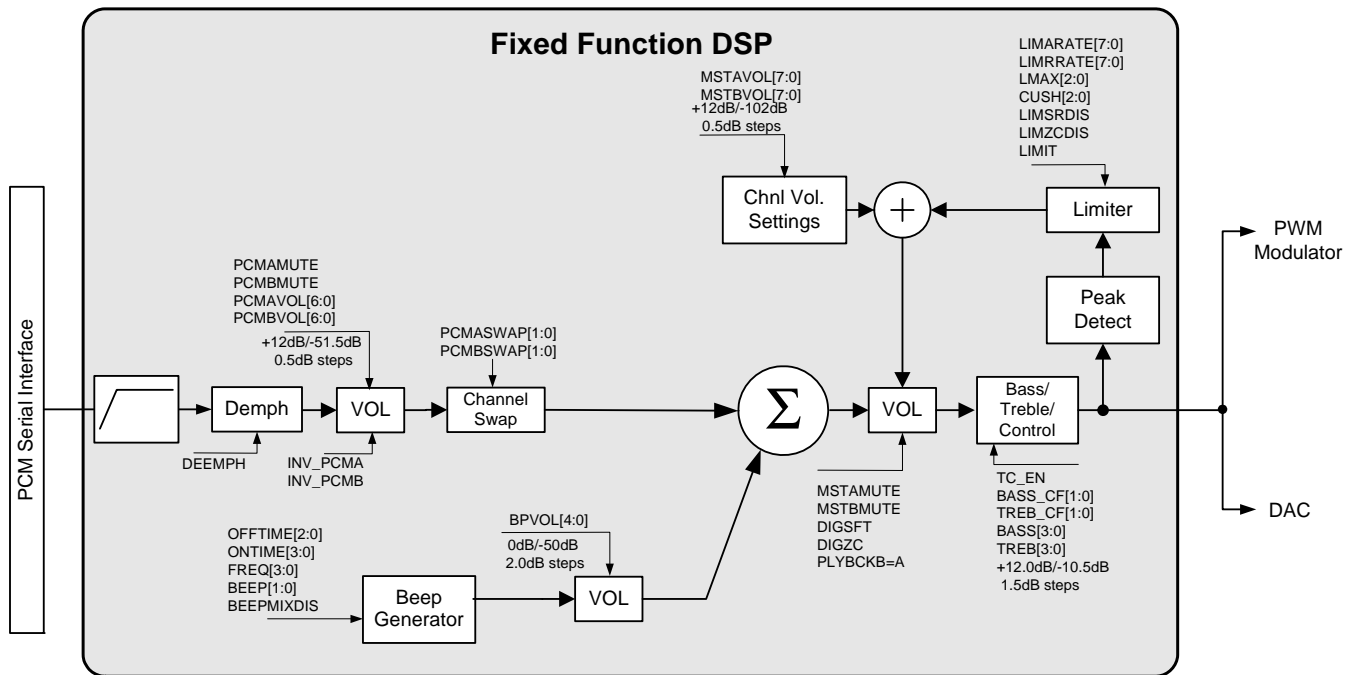 Fixed Function DSP
LIMARATE[7:0]
LIMRRATE[7:0]
LMAX[2:0]
CUSH[2:0]
LIMSRDIS
LIMZCDIS
LIMIT
MSTAVOL[7:0]
MSTBVOL[7:0]
+12dB/-102dB
0.5dB steps
Chnl Vol.
Settings
+
Limiter
PWM
Modulator
Peak
Detect
PCM Serial Interface
PCMAMUTE
PCMBMUTE
PCMAVOL[6:0]
PCMBVOL[6:0]
+12dB/-51.5dB
0.5dB steps
PCMASWAP[1:0]
PCMBSWAP[1:0]
Demph
VOL
Channel
Swap
Σ
VOL
Bass/
Treble/
Control
DEEMPH
INV_PCMA
INV_PCMB
MSTAMUTE
MSTBMUTE
DIGSFT
DIGZC
PLYBCKB=A
TC_EN
BASS_CF[1:0]
TREB_CF[1:0]
BASS[3:0]
TREB[3:0]
+12.0dB/-10.5dB
1.5dB steps
DAC
OFFTIME[2:0]
ONTIME[3:0]
FREQ[3:0]
BEEP[1:0]
BEEPMIXDIS
BPVOL[4:0]
0dB/-50dB
2.0dB steps
Beep
Generator
VOL